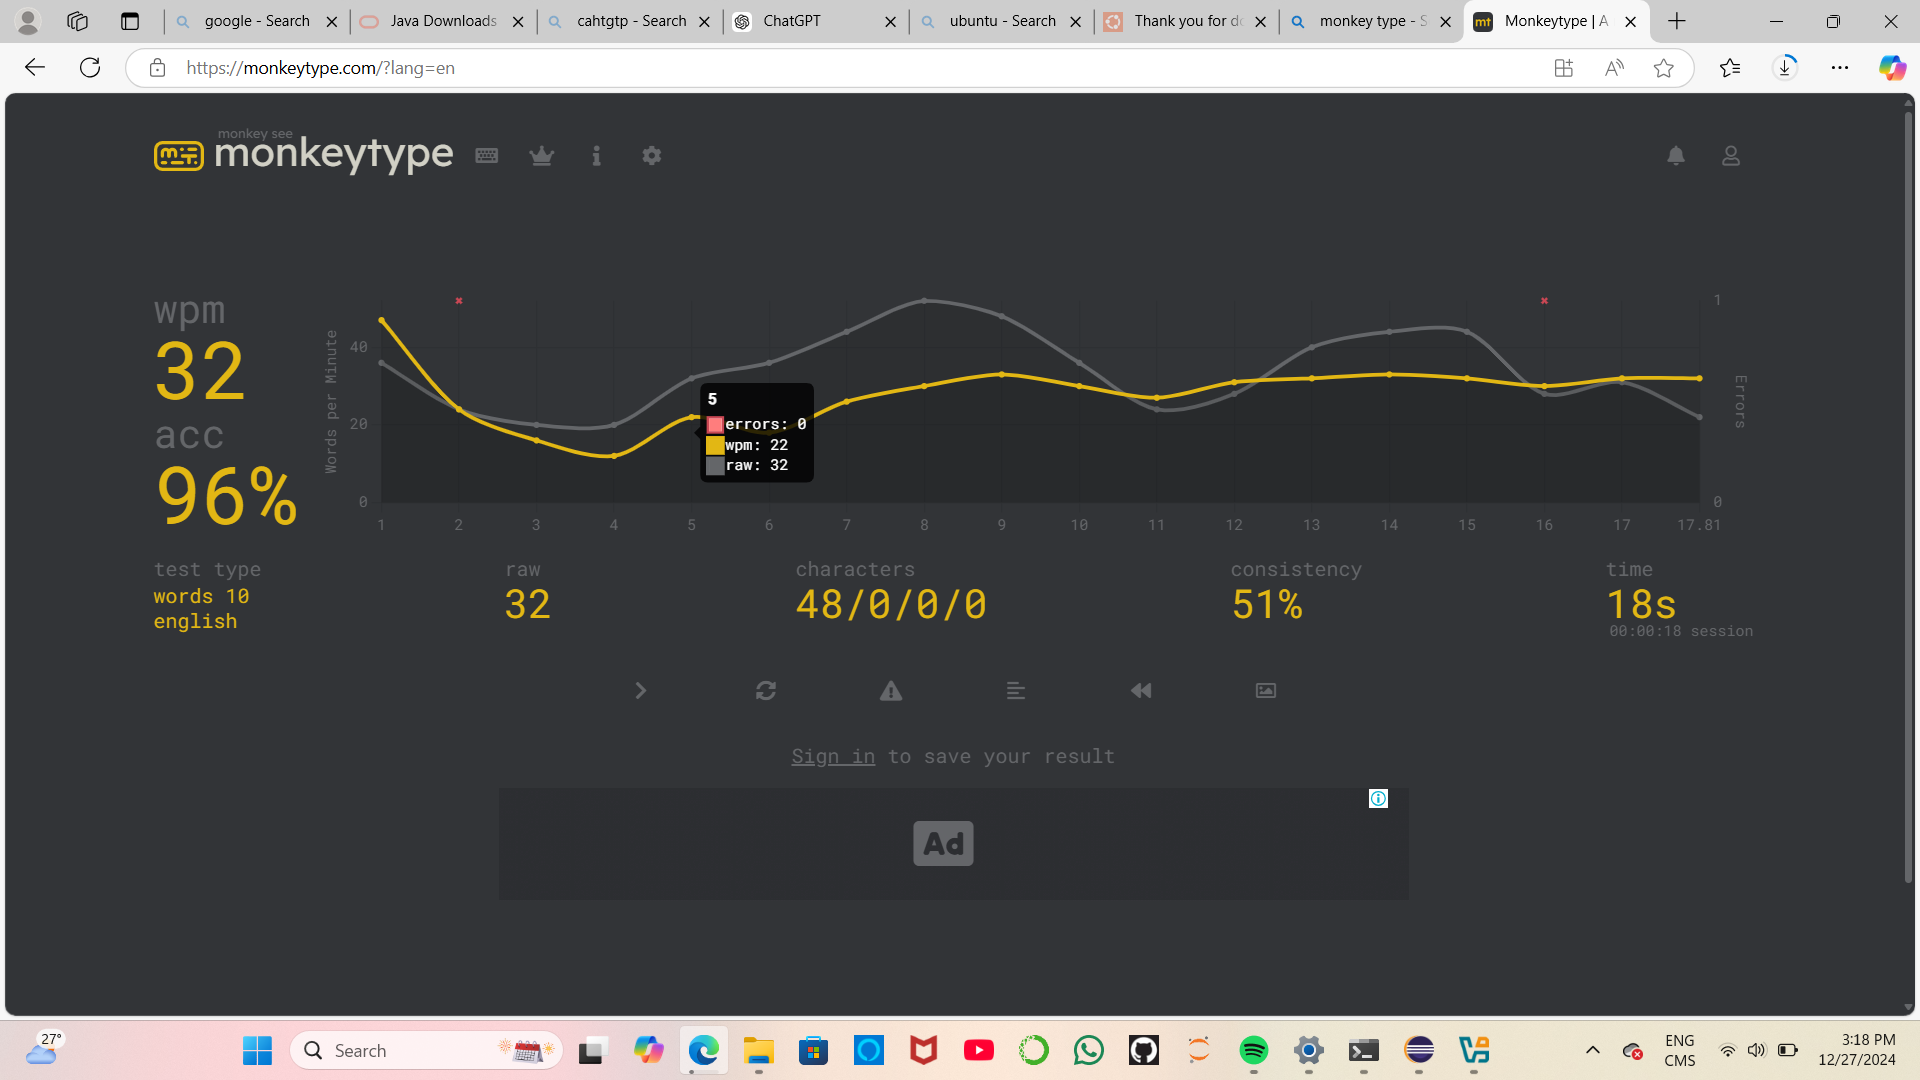 google - Search
Java Downloads
cahtgtp - Search
ChatGPT
ubuntu - Search
Thank you for do
monkey type - S
mt
Monkeytype | A
https://monkeytype.com/?lang=en
monkey see
monkeytype
wpm
32
acc
96%
Words per Minute
40
20
0
1
0
Errors
5
errors: 0
wpm: 22
raw: 32
1 2 3 4 5 6 7 8 9 10 11 12 13 14 15 16 17 17.81
test type
words 10
english
raw
32
characters
48/0/0/0
consistency
51%
time
18s
00:00:18 session
Sign in to save your result
Ad
27°
Search
ENG
CMS
3:18 PM
12/27/2024